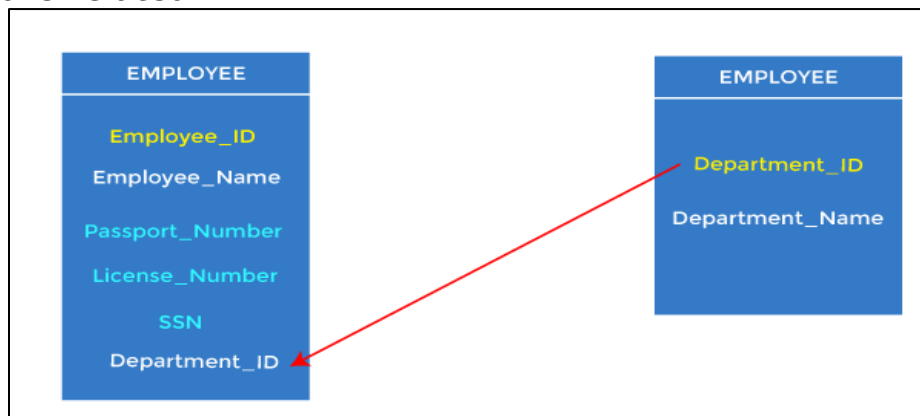 EMPLOYEE
Employee_ID
Employee_Name
Passport_Number
License_Number
SSN
Department_ID
EMPLOYEE
Department_ID
Department_Name